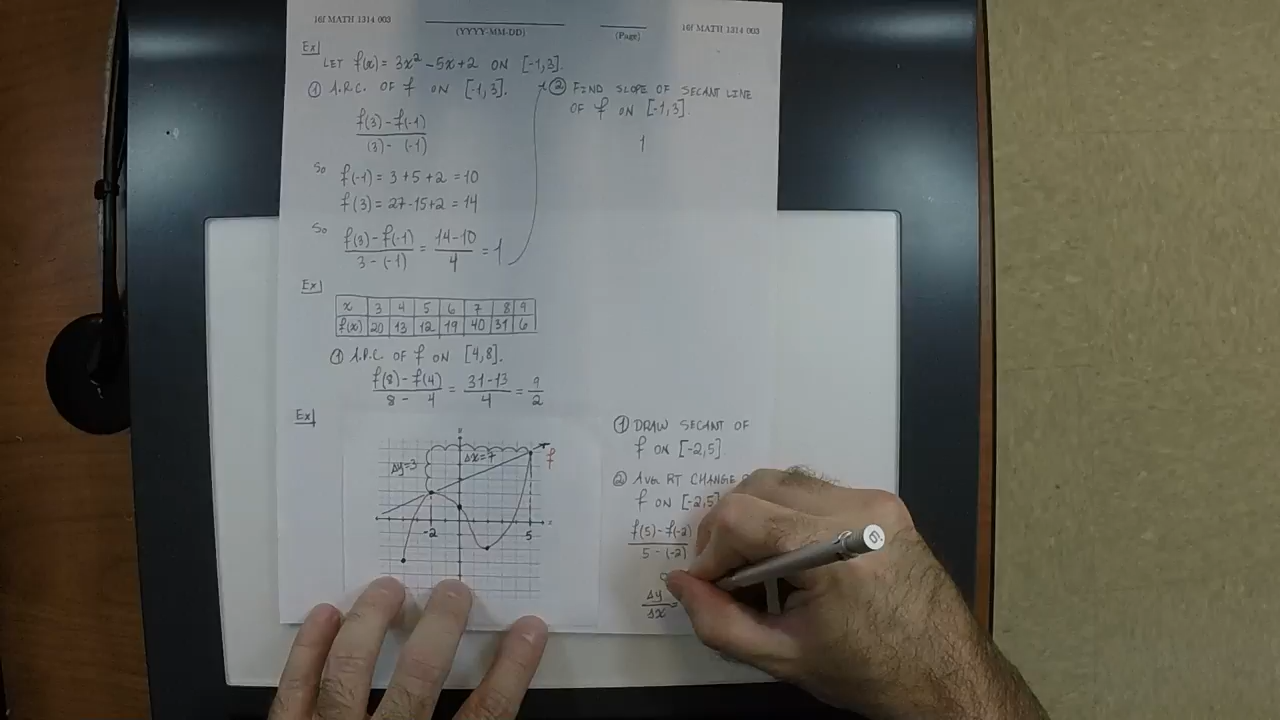 16f MATH 1314 003 (YYYY-MM-DD) (Page) 16f MATH 1314 003
Ex
LET f(x) = 3x² - 5x + 2 ON [-1,3].
① A.R.C. OF f ON [-1,3].
f(3) - f(-1)
(3) - (-1)
So f(-1) = 3 + 5 + 2 = 10
f(3) = 27 - 15 + 2 = 14
So f(3) - f(-1) / 3 - (-1) = 14 - 10 / 4 = 1
② FIND SLOPE OF SECANT LINE
OF f ON [-1,3].
1
Ex
x 3 4 5 6 7 8 9
f(x) 20 13 12 19 40 31 6
① A.R.C. OF f ON [4,8].
f(8) - f(4) / 8 - 4 = 31 - 13 / 4 = 9 / 2
Ex
Δy=3 Δx=7 f
-2 5
① DRAW SECANT OF
f ON [-2,5]
② AVG RT CHANGE
f ON [-2,5]
f(5) - f(-2)
5 - (-2)
Δy / Δx =
6